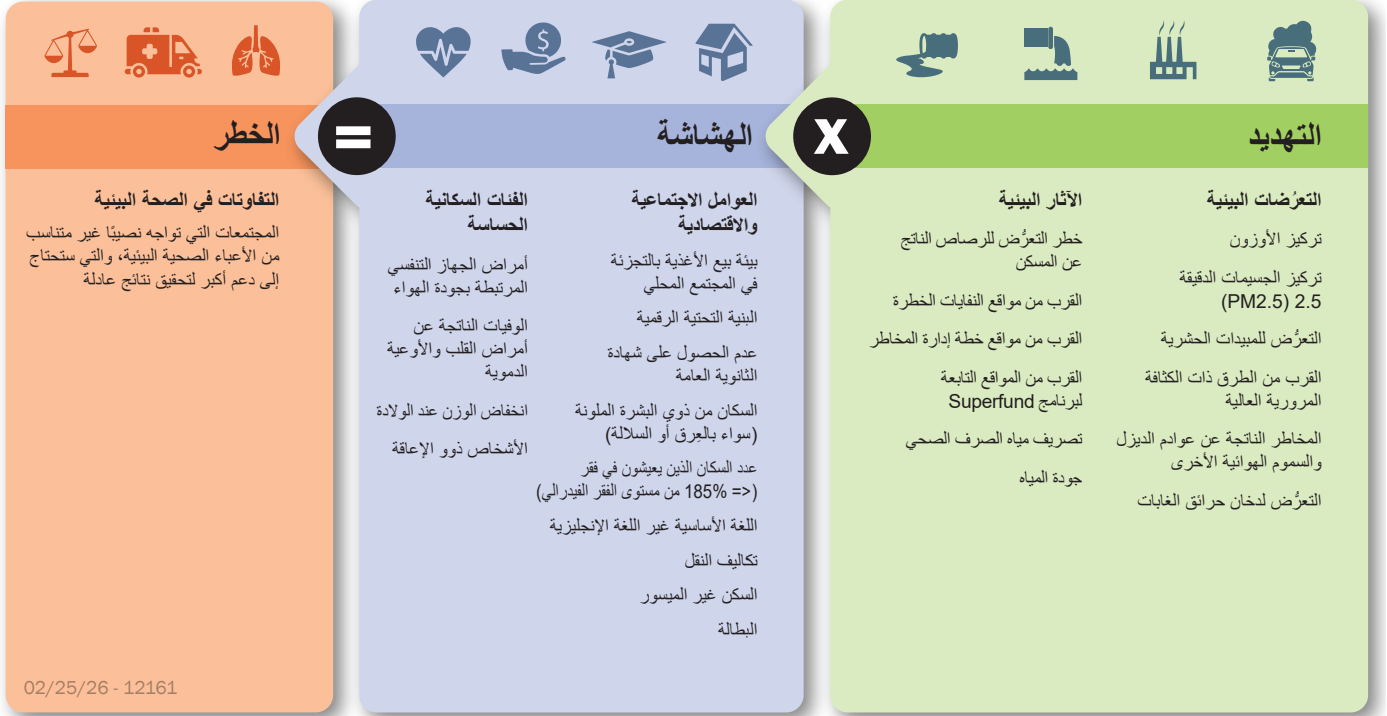 التهديد
X
التعرُضات البيئية
تركيز الأوزون
تركيز الجسيمات الدقيقة
2.5 (PM2.5)
التعرُّض للمبيدات الحشرية
القرب من الطرق ذات الكثافة
المرورية العالية
المخاطر الناتجة عن عوادم الديزل
والسموم الهوائية الأخرى
التعرُّض لدخان حرائق الغابات
الآثار البيئية
خطر التعرُّض للرصاص الناتج
عن المسكن
القرب من مواقع النفايات الخطرة
القرب من مواقع خطة إدارة المخاطر
القرب من المواقع التابعة
لبرنامج Superfund
تصريف مياه الصرف الصحي
جودة المياه
الهشاشة
=
العوامل الاجتماعية
والاقتصادية
بيئة بيع الأغذية بالتجزئة
في المجتمع المحلي
البنية التحتية الرقمية
عدم الحصول على شهادة
الثانوية العامة
السكان من ذوي البشرة الملونة
(سواء بالعِرق أو السلالة)
عدد السكان الذين يعيشون في فقر
(<= 185% من مستوى الفقر الفيدرالي)
اللغة الأساسية غير اللغة الإنجليزية
تكاليف النقل
السكن غير الميسور
البطالة
الفئات السكانية
الحساسة
أمراض الجهاز التنفسي
المرتبطة بجودة الهواء
الوفيات الناتجة عن
أمراض القلب والأوعية
الدموية
انخفاض الوزن عند الولادة
الأشخاص ذوو الإعاقة
$
الخطر
التفاوتات في الصحة البيئية
المجتمعات التي تواجه نصيبًا غير متناسب
من الأعباء الصحية البيئية، والتي ستحتاج
إلى دعم أكبر لتحقيق نتائج عادلة
02/25/26 - 12161